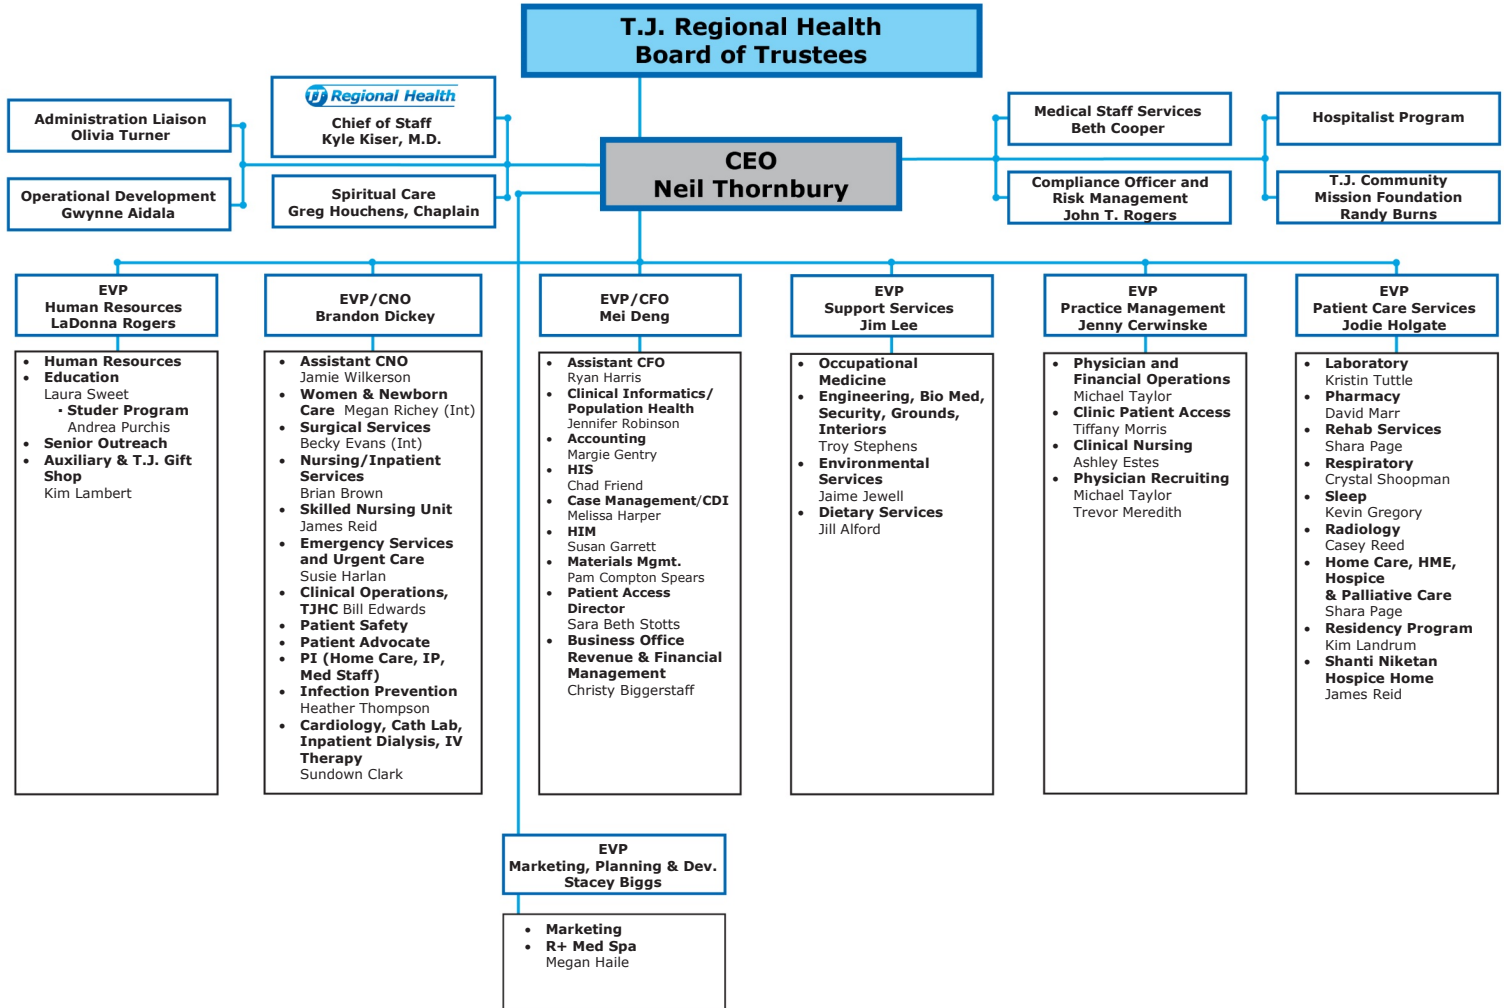 T.J. Regional Health
Board of Trustees
Administration Liaison
Olivia Turner
TJ Regional Health
Chief of Staff
Kyle Kiser, M.D.
Medical Staff Services
Beth Cooper
Hospitalist Program
CEO
Neil Thornbury
Operational Development
Gwynne Aidala
Spiritual Care
Greg Houchens, Chaplain
Compliance Officer and
Risk Management
John T. Rogers
T.J. Community
Mission Foundation
Randy Burns
EVP
Human Resources
LaDonna Rogers
• Human Resources
• Education
Laura Sweet
▪ Studer Program
Andrea Purchis
• Senior Outreach
• Auxiliary & T.J. Gift
Shop
Kim Lambert
EVP/CNO
Brandon Dickey
• Assistant CNO
Jamie Wilkerson
• Women & Newborn
Care Megan Richey (Int)
• Surgical Services
Becky Evans (Int)
• Nursing/Inpatient
Services
Brian Brown
• Skilled Nursing Unit
James Reid
• Emergency Services
and Urgent Care
Susie Harlan
• Clinical Operations,
TJHC Bill Edwards
• Patient Safety
• Patient Advocate
• PI (Home Care, IP,
Med Staff)
• Infection Prevention
Heather Thompson
• Cardiology, Cath Lab,
Inpatient Dialysis, IV
Therapy
Sundown Clark
EVP/CFO
Mei Deng
• Assistant CFO
Ryan Harris
• Clinical Informatics/
Population Health
Jennifer Robinson
• Accounting
Margie Gentry
• HIS
Chad Friend
• Case Management/CDI
Melissa Harper
• HIM
Susan Garrett
• Materials Mgmt.
Pam Compton Spears
• Patient Access
Director
Sara Beth Stotts
• Business Office
Revenue & Financial
Management
Christy Biggerstaff
EVP
Support Services
Jim Lee
• Occupational
Medicine
• Engineering, Bio Med,
Security, Grounds,
Interiors
Troy Stephens
• Environmental
Services
Jaime Jewell
• Dietary Services
Jill Alford
EVP
Practice Management
Jenny Cerwinske
• Physician and
Financial Operations
Michael Taylor
• Clinic Patient Access
Tiffany Morris
• Clinical Nursing
Ashley Estes
• Physician Recruiting
Michael Taylor
Trevor Meredith
EVP
Patient Care Services
Jodie Holgate
• Laboratory
Kristin Tuttle
• Pharmacy
David Marr
• Rehab Services
Shara Page
• Respiratory
Crystal Shoopman
• Sleep
Kevin Gregory
• Radiology
Casey Reed
• Home Care, HME,
Hospice
& Palliative Care
Shara Page
• Residency Program
Kim Landrum
• Shanti Niketan
Hospice Home
James Reid
EVP
Marketing, Planning & Dev.
Stacey Biggs
• Marketing
• R+ Med Spa
Megan Haile